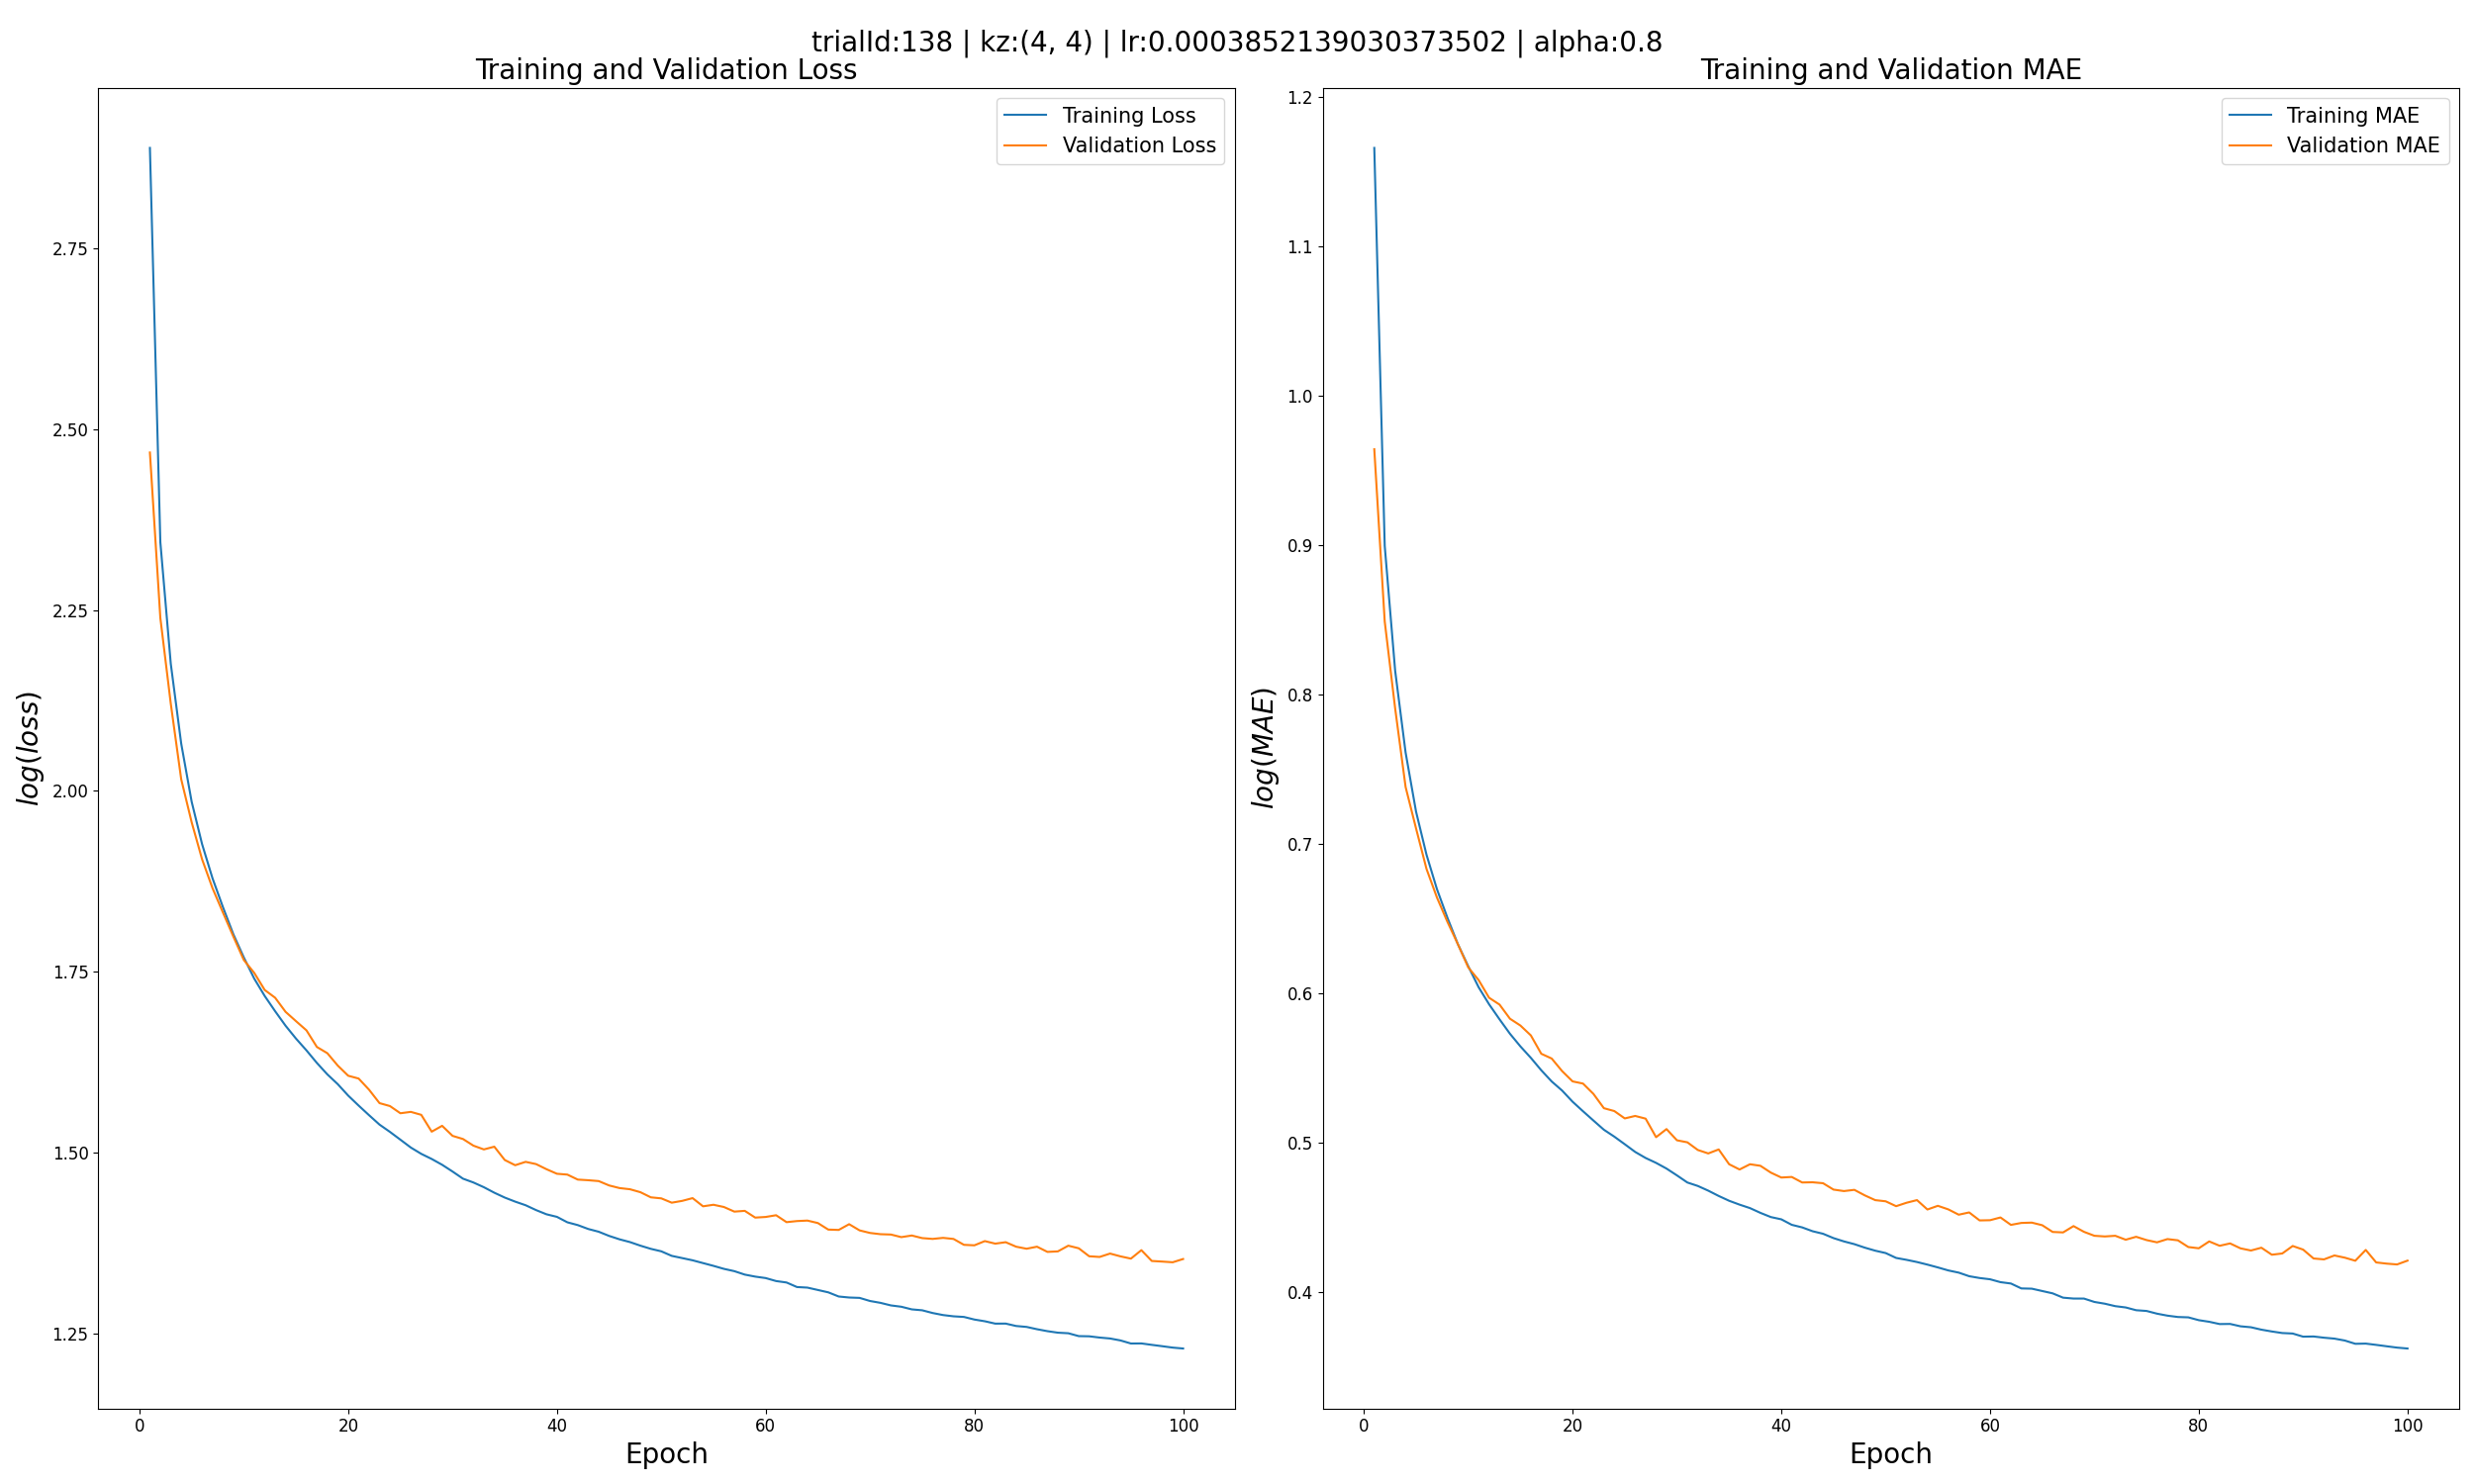 trialId:138 | kz:(4, 4) | lr:0.0003852139030373502 | alpha:0.8
Training and Validation Loss
Training Loss
Validation Loss
2.75
2.50
2.25
2.00
1.75
1.50
1.25
log(loss)
0 20 40 60 80 100
Epoch
Training and Validation MAE
Training MAE
Validation MAE
1.2
1.1
1.0
0.9
0.8
0.7
0.6
0.5
0.4
log(MAE)
0 20 40 60 80 100
Epoch